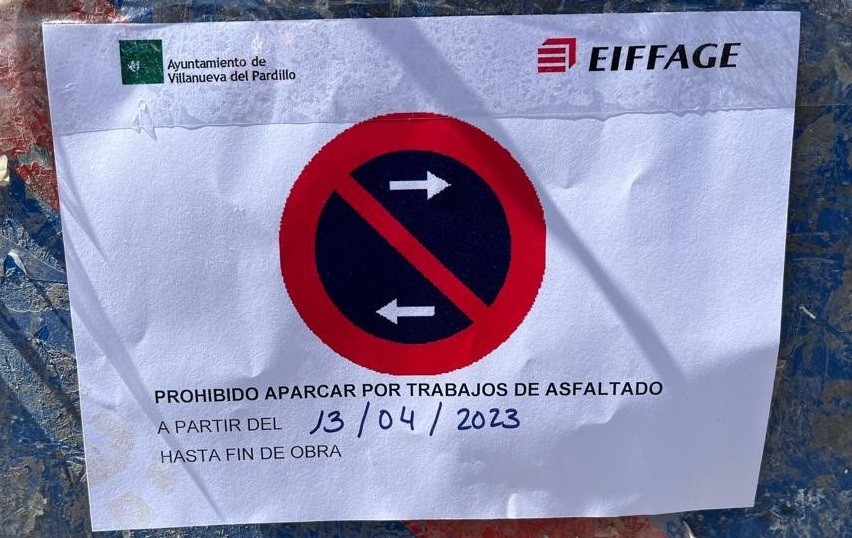 Ayuntamiento de
Villanueva del Pardillo
EIFFAGE
PROHIBIDO APARCAR POR TRABAJOS DE ASFALTADO
A PARTIR DEL 13/04/2023
HASTA FIN DE OBRA